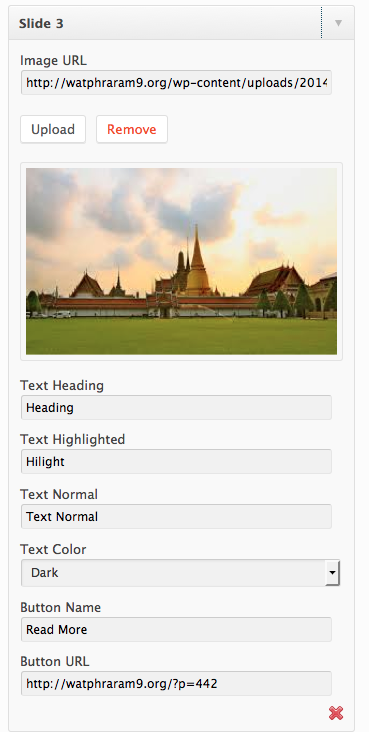 Slide 3
Image URL
http://watphraram9.org/wp-content/uploads/2014
Upload Remove
Text Heading
Heading
Text Highlighted
Hilight
Text Normal
Text Normal
Text Color
Dark
Button Name
Read More
Button URL
http://watphraram9.org/?p=442